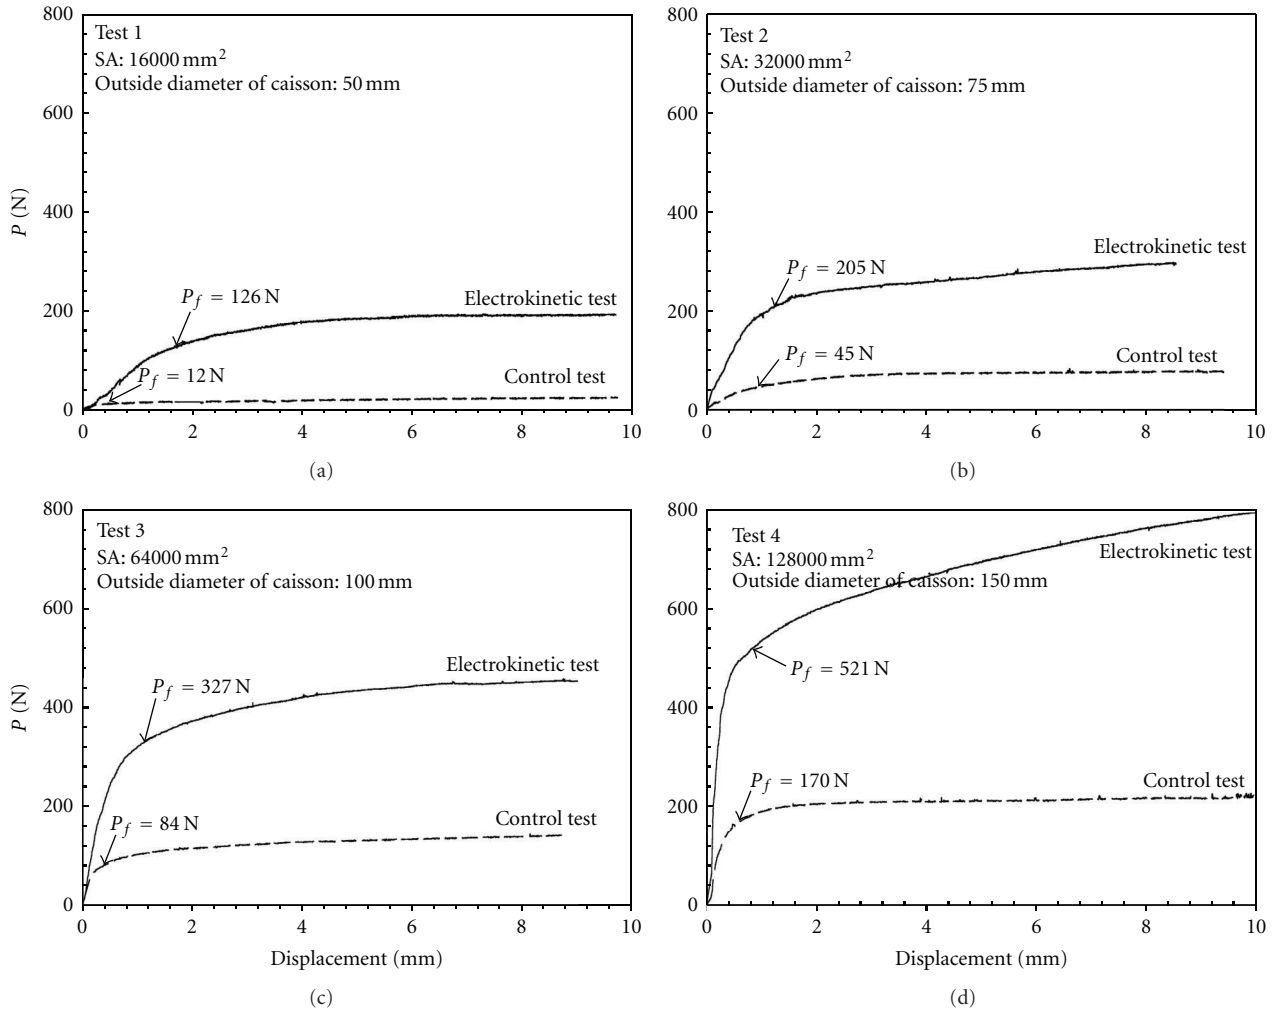 800
600
400
200
0
P (N)
Test 1
SA: 16000 mm²
Outside diameter of caisson: 50 mm
P_f = 126 N
Electrokinetic test
P_f = 12 N
Control test
0 2 4 6 8 10
(a)
800
600
400
200
0
Test 2
SA: 32000 mm²
Outside diameter of caisson: 75 mm
Electrokinetic test
P_f = 205 N
P_f = 45 N
Control test
0 2 4 6 8 10
(b)
800
600
400
200
0
P (N)
Test 3
SA: 64000 mm²
Outside diameter of caisson: 100 mm
Electrokinetic test
P_f = 327 N
P_f = 84 N
Control test
0 2 4 6 8 10
Displacement (mm)
(c)
800
600
400
200
0
Test 4
SA: 128000 mm²
Outside diameter of caisson: 150 mm
Electrokinetic test
P_f = 521 N
P_f = 170 N
Control test
0 2 4 6 8 10
Displacement (mm)
(d)